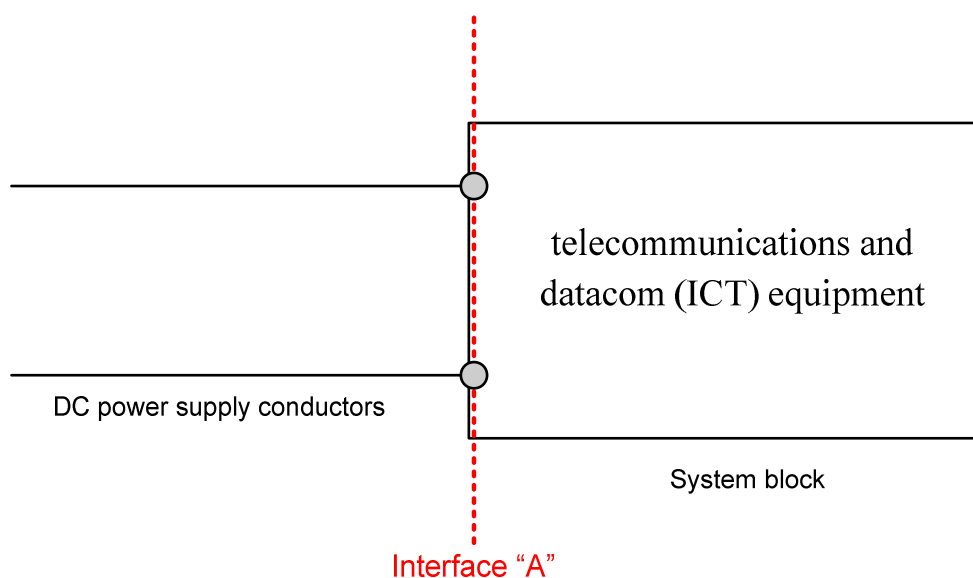 telecommunications and
datacom (ICT) equipment
DC power supply conductors
System block
Interface “A”